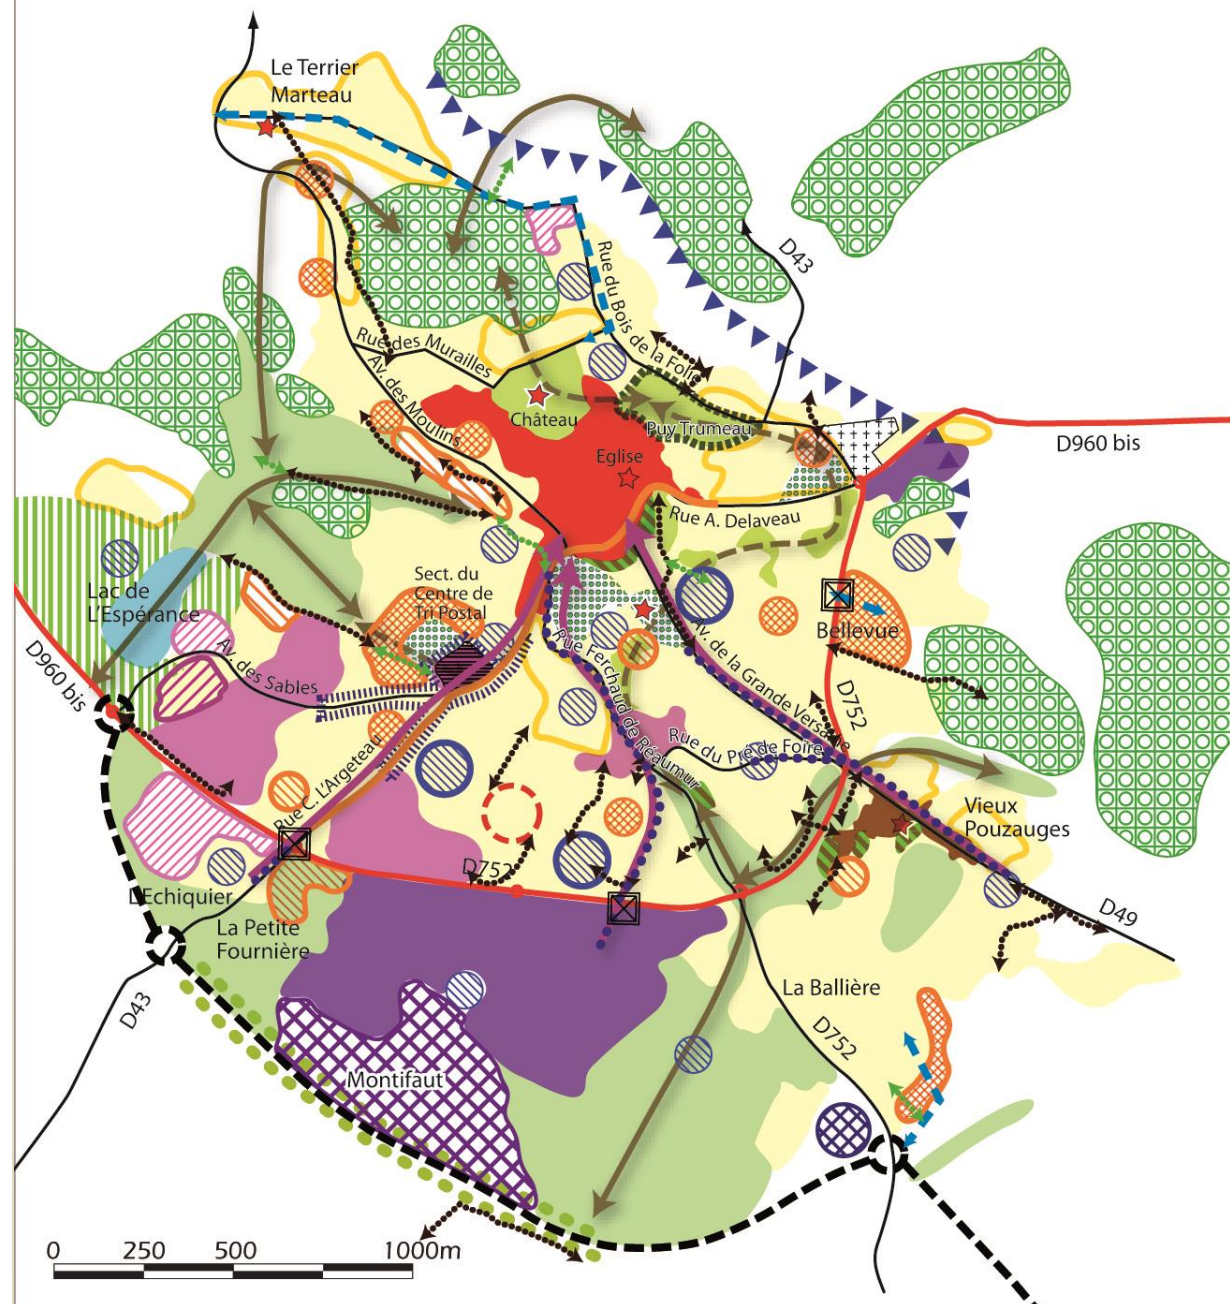 Le Terrier
Marteau
D43
Rue du Bois de la Folie
Rue des Murailles
Av. des Moulins
Château
Puy Trumeau
D960 bis
Eglise
Rue A. Delaveau
Lac de
L'Espérance
Sect. du
Centre de
Tri Postal
Bellevue
D960 bis
Av. des Sables
Rue Ferchaud de Réaumur
Av. de la Grande Versaine
D752
Rue du Pré de Foire
Rue C. L'Argeteau
Vieux
Pouzauges
D752
L'Echiquier
La Petite
Fournière
D49
La Ballière
D43
D752
Montifaut
0 250 500 1000m